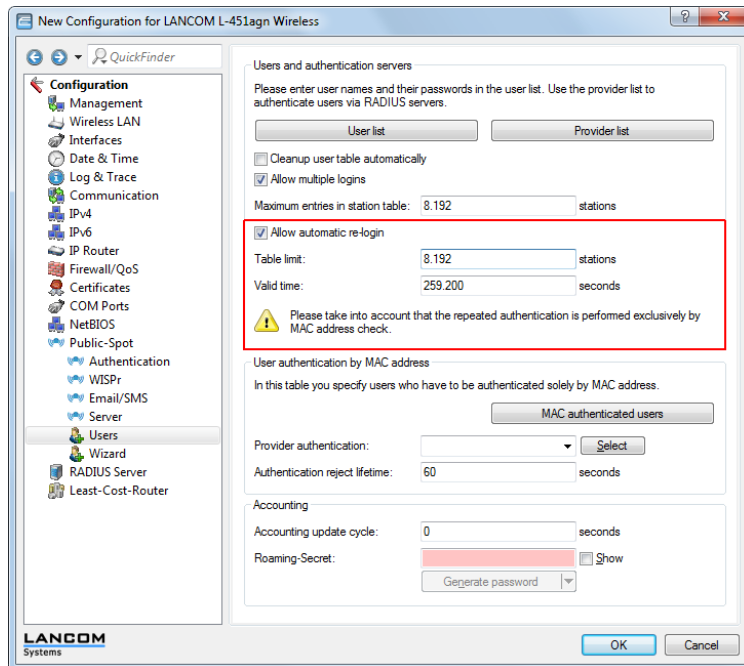 New Configuration for LANCOM L-451agn Wireless
QuickFinder
Configuration
Management
Wireless LAN
Interfaces
Date & Time
Log & Trace
Communication
IPv4
IPv6
IP Router
Firewall/QoS
Certificates
COM Ports
NetBIOS
Public-Spot
Authentication
WISPr
Email/SMS
Server
Users
Wizard
RADIUS Server
Least-Cost-Router
Users and authentication servers
Please enter user names and their passwords in the user list. Use the provider list to
authenticate users via RADIUS servers.
User list Provider list
Cleanup user table automatically
Allow multiple logins
Maximum entries in station table: 8.192 stations
Allow automatic re-login
Table limit: 8.192 stations
Valid time: 259.200 seconds
Please take into account that the repeated authentication is performed exclusively by
MAC address check.
User authentication by MAC address
In this table you specify users who have to be authenticated solely by MAC address.
MAC authenticated users
Provider authentication: Select
Authentication reject lifetime: 60 seconds
Accounting
Accounting update cycle: 0 seconds
Roaming-Secret: Show
Generate password
LANCOM
Systems
OK Cancel